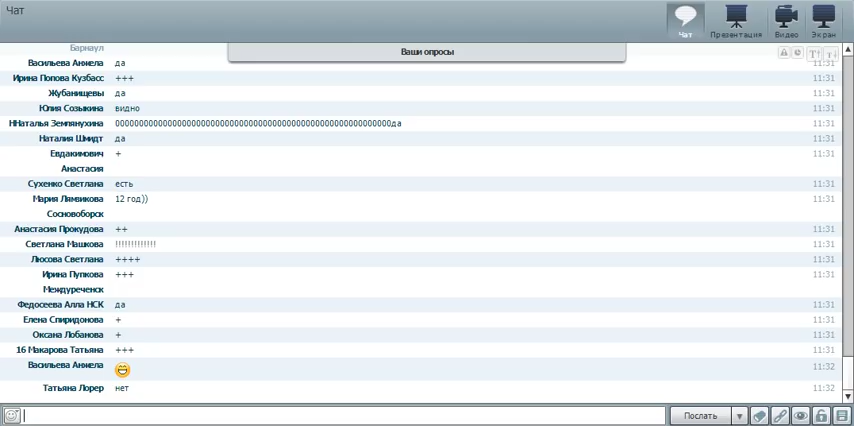 Чат
Чат
Презентация
Видео
Экран
Ваши опросы
Барнаул
Васильева Анжела да 11:31
Ирина Попова Кузбасс +++ 11:31
Жубанищевы да 11:31
Юлия Созыкина видно 11:31
ННаталья Землянухина да 11:31
Наталия Шмидт да 11:31
Евдакимович + 11:31
Анастасия
Сухенко Светлана есть 11:31
Мария Лямзикова 12 год)) 11:31
Сосновоборск
Анастасия Прокудова ++ 11:31
Светлана Машкова !!!!!!!!!!!!! 11:31
Люсова Светлана ++++ 11:31
Ирина Пупкова +++ 11:31
Междуреченск
Федосеева Алла НСК да 11:31
Елена Спиридонова + 11:31
Оксана Лобанова + 11:31
16 Макарова Татьяна +++ 11:31
Васильева Анжела 11:32
Татьяна Лорер нет 11:32
Послать